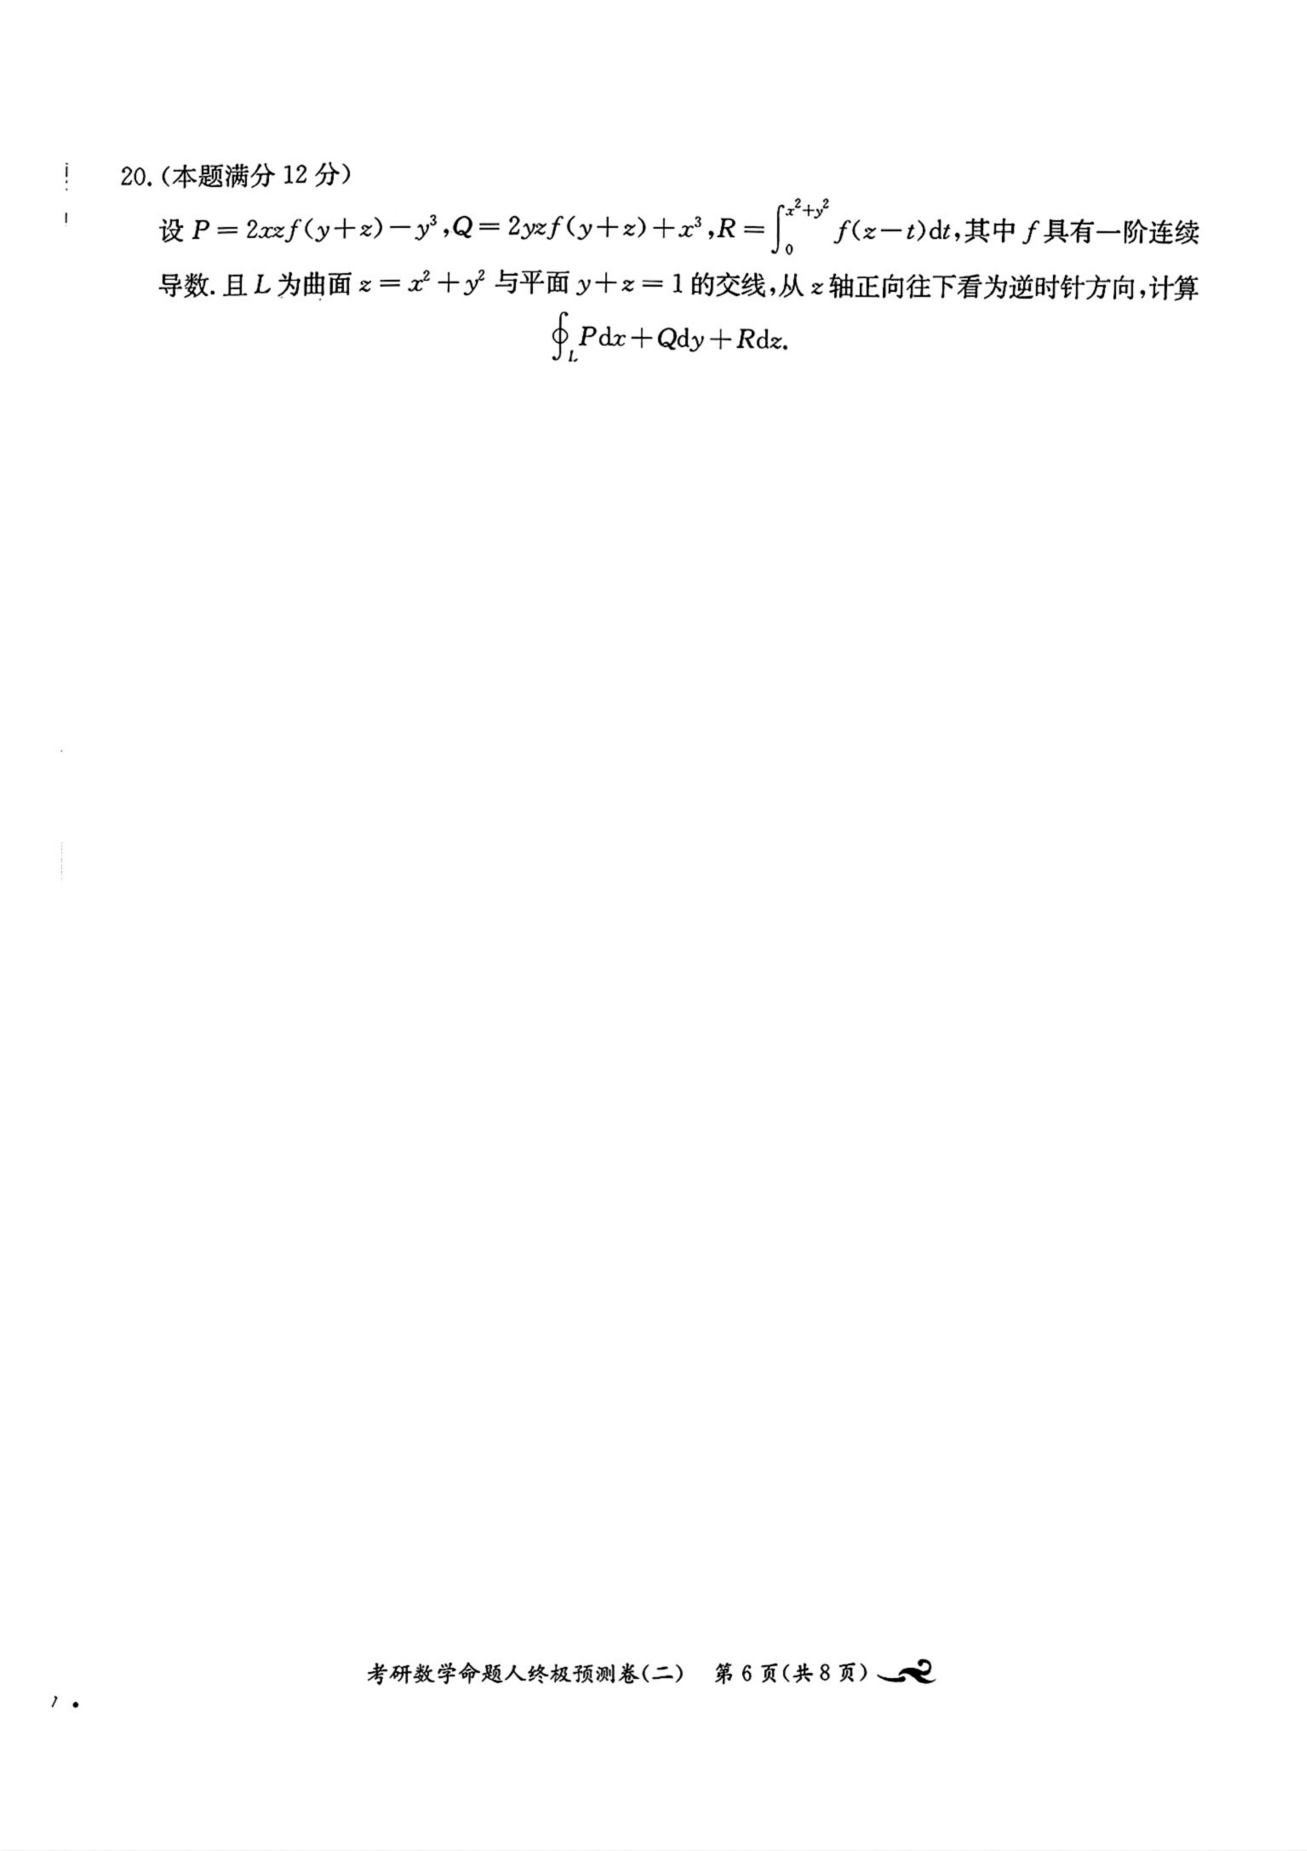 20.(本题满分 12 分)
设 P = 2xzf(y+z)-y³,Q = 2yzf(y+z)+x³,R = ∫₀^{x²+y²} f(z-t)dt,其中 f 具有一阶连续
导数. 且 L 为曲面 z = x²+y² 与平面 y+z = 1 的交线,从 z 轴正向往下看为逆时针方向,计算
∮_L Pdx+Qdy+Rdz.
考研数学命题人终极预测卷(二) 第 6 页(共 8 页)